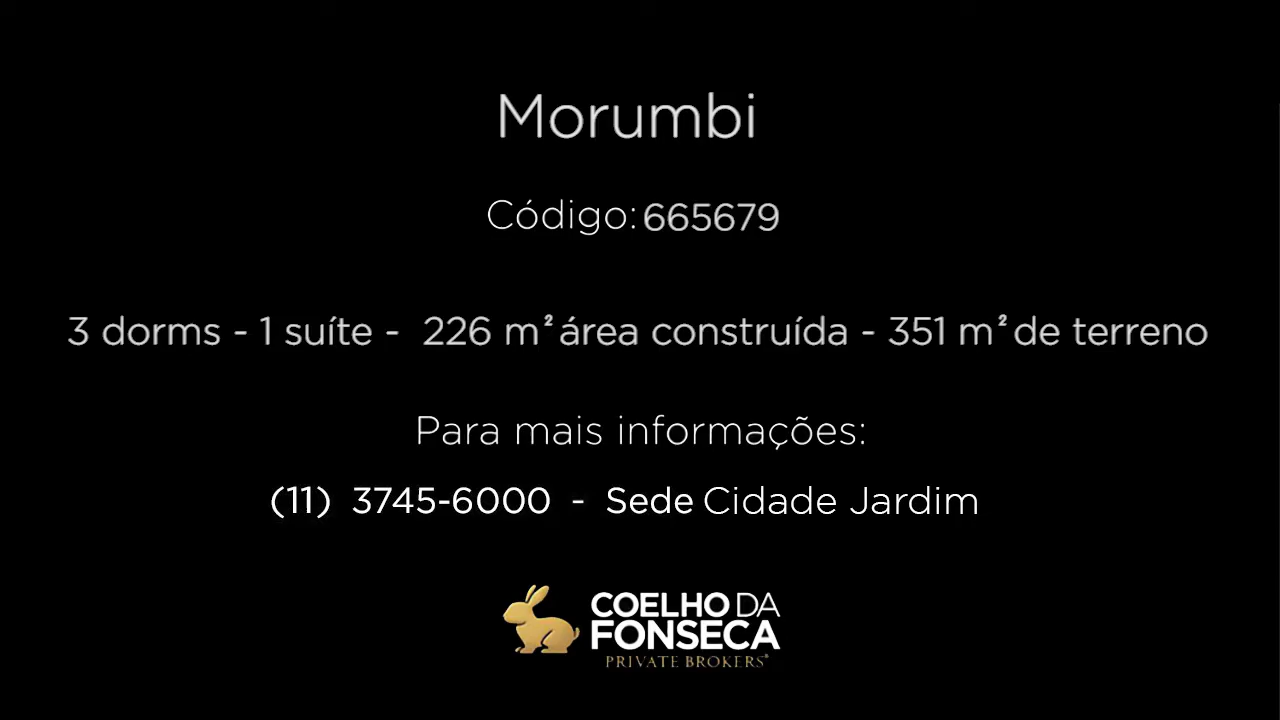 Morumbi
Código: 665679
3 dorms - 1 suíte - 226 m² área construída - 351 m² de terreno
Para mais informações:
(11) 3745-6000 - Sede Cidade Jardim
COELHO DA
FONSECA
PRIVATE BROKERS®